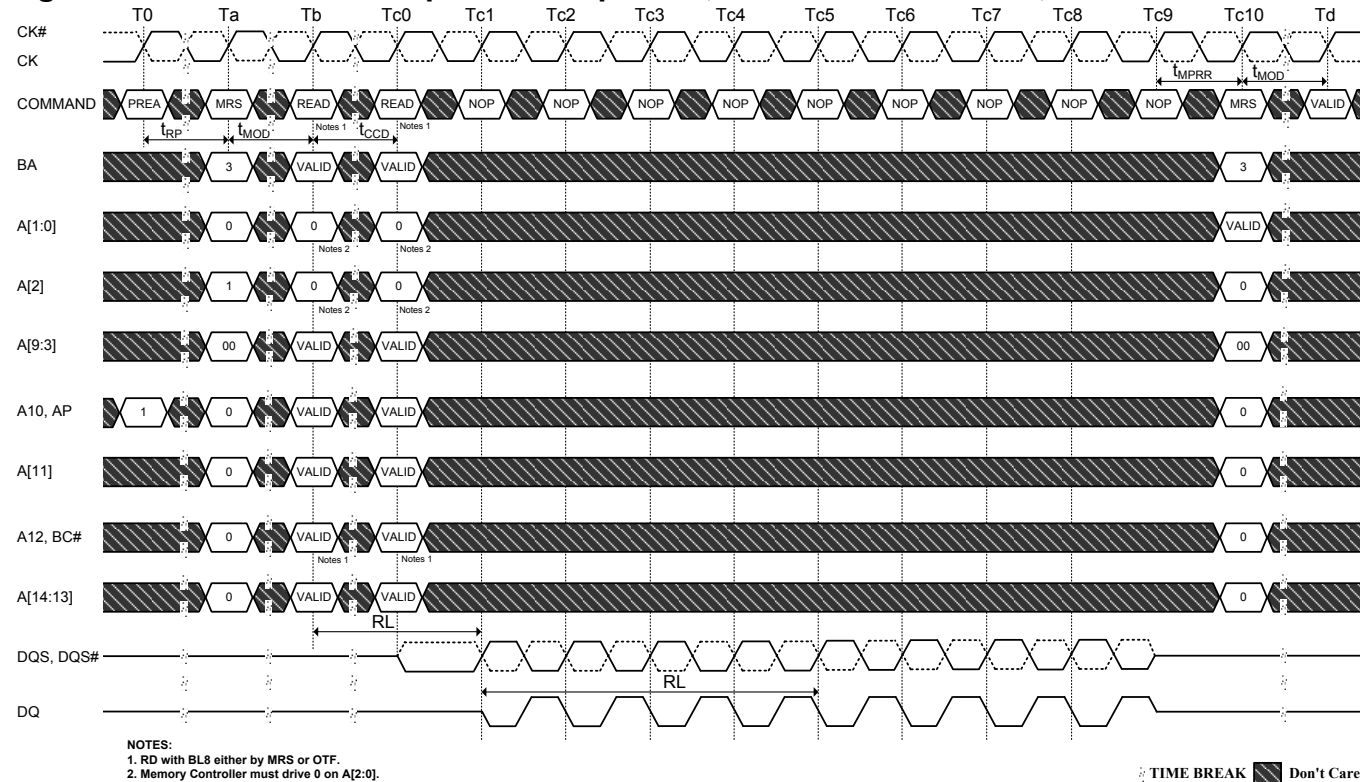 T0 Ta Tb Tc0 Tc1 Tc2 Tc3 Tc4 Tc5 Tc6 Tc7 Tc8 Tc9 Tc10 Td
CK#
CK
tMPRR tMOD
COMMAND PREA MRS READ READ NOP NOP NOP NOP NOP NOP NOP NOP NOP MRS VALID
Notes 1 Notes 1
tRP tMOD tCCD
BA 3 VALID VALID 3
A[1:0] 0 0 0 VALID
Notes 2 Notes 2
A[2] 1 0 0 0
Notes 2 Notes 2
A[9:3] 00 VALID VALID 00
A10, AP 1 0 VALID VALID 0
A[11] 0 VALID VALID 0
A12, BC# 0 VALID VALID 0
Notes 1 Notes 1
A[14:13] 0 VALID VALID 0
RL
DQS, DQS#
RL
DQ
NOTES:
1. RD with BL8 either by MRS or OTF.
2. Memory Controller must drive 0 on A[2:0].
TIME BREAK Don't Care